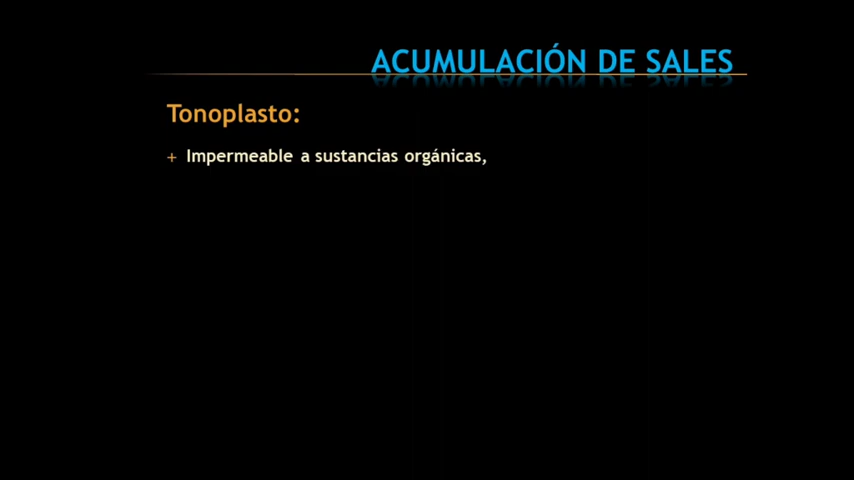 ACUMULACIÓN DE SALES
Tonoplasto:
+ Impermeable a sustancias orgánicas,